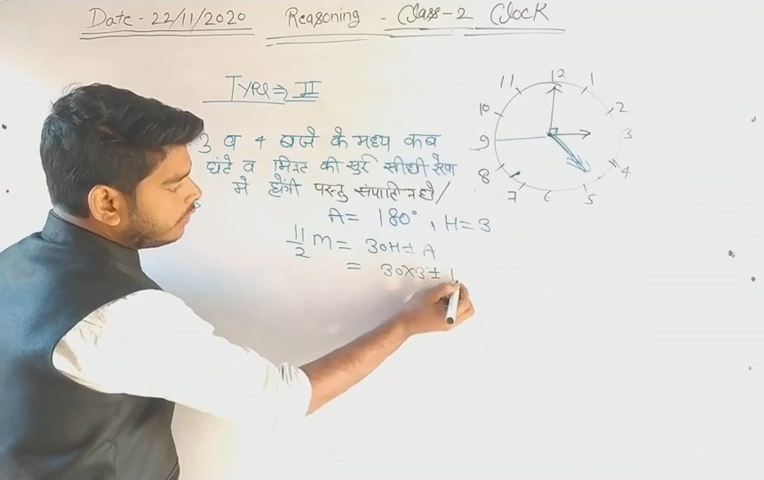 Date - 22/11/2020 Reasoning - Class-2 Clock
Type ⇒ II
3 व 4 बजे के मध्य कब
घंटे व मिनट की सुई सीधी रेखा
मे होंगी परन्तु संपाति न हो/
A = 180° , H = 3
11/2 M = 30H ± A
= 30×3 ± 1
12
11 1
10 2
9 3
8 4
7 6 5